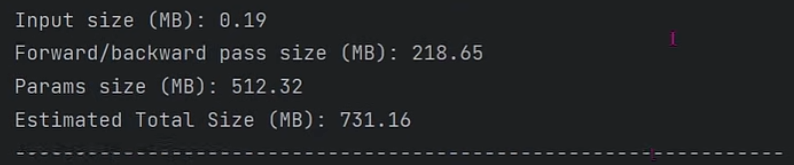 Input size (MB): 0.19
Forward/backward pass size (MB): 218.65
Params size (MB): 512.32
Estimated Total Size (MB): 731.16
----------------------------------------------------------------